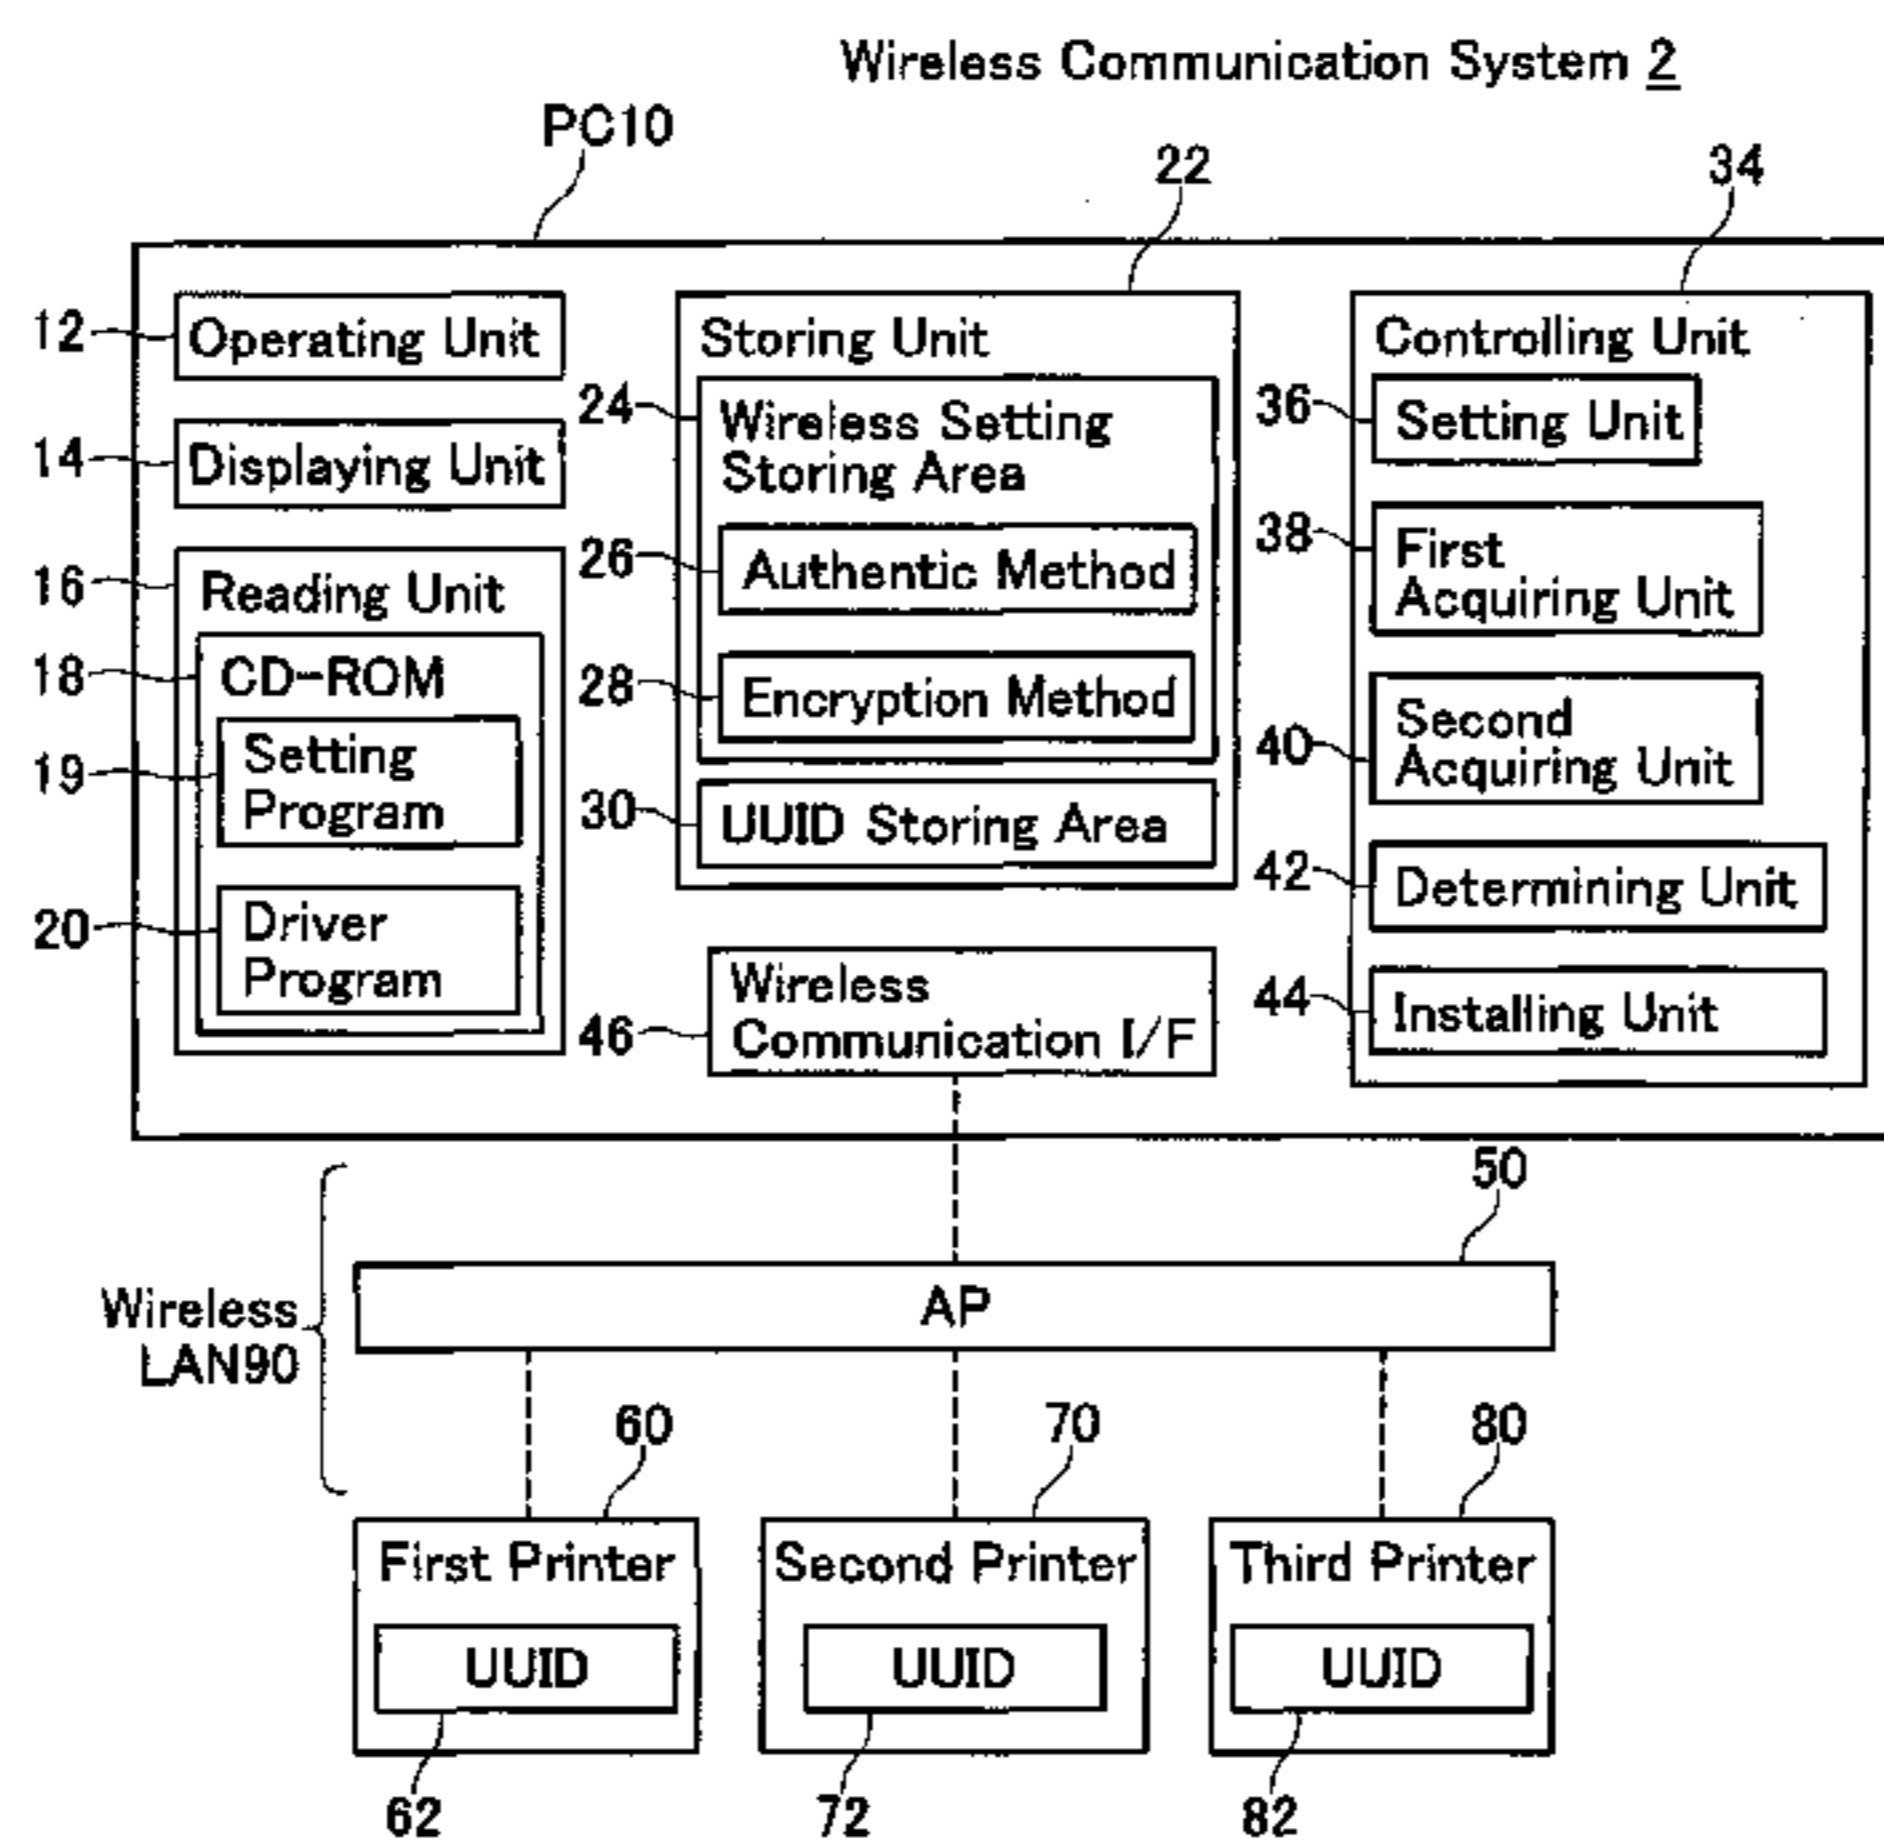 Wireless Communication System 2
PC10
22
34
12
Operating Unit
14
Displaying Unit
16
Reading Unit
18
CD-ROM
19
Setting
Program
20
Driver
Program
Storing Unit
24
Wireless Setting
Storing Area
26
Authentic Method
28
Encryption Method
30
UUID Storing Area
46
Wireless
Communication I/F
Controlling Unit
36
Setting Unit
38
First
Acquiring Unit
40
Second
Acquiring Unit
42
Determining Unit
44
Installing Unit
50
AP
Wireless
LAN90
60
70
80
First Printer
UUID
62
Second Printer
UUID
72
Third Printer
UUID
82